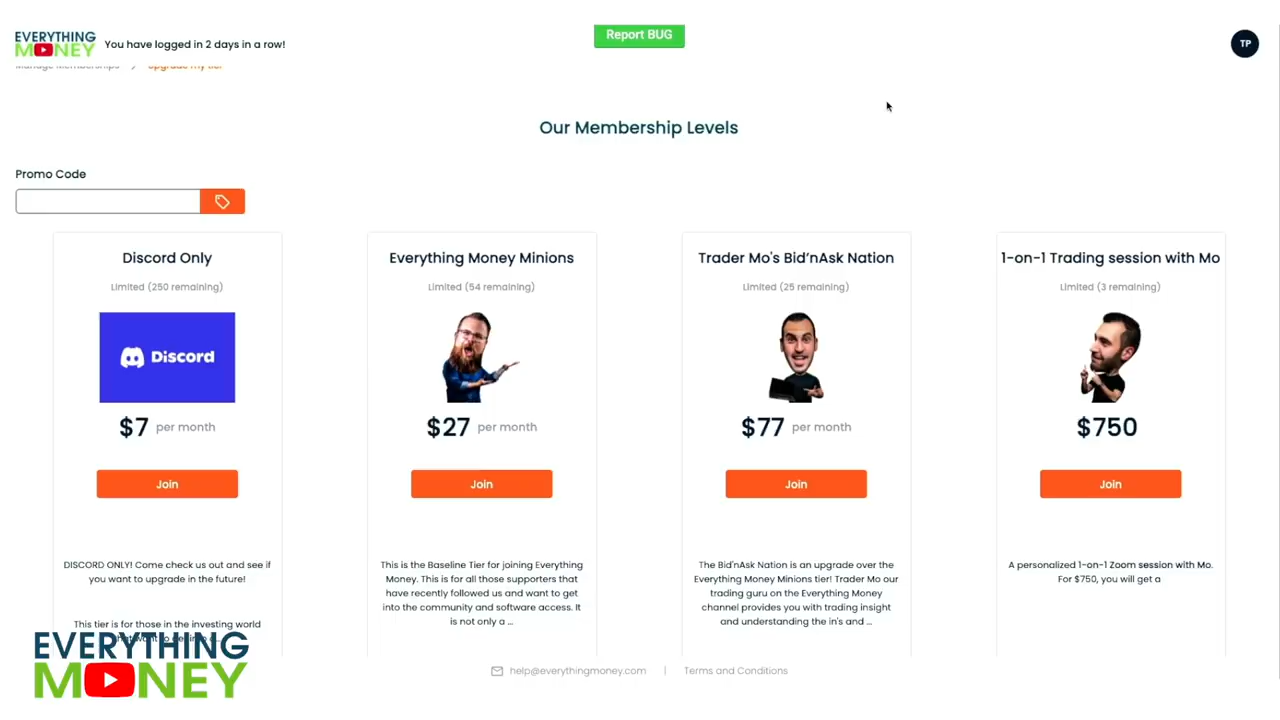 EVERYTHING
MONEY
You have logged in 2 days in a row!
Report BUG
TP
Manage Memberships > Upgrade my tier
Our Membership Levels
Promo Code
Discord Only
Limited (250 remaining)
Discord
$7 per month
Join
DISCORD ONLY! Come check us out and see if
you want to upgrade in the future!
This tier is for those in the investing world
Everything Money Minions
Limited (54 remaining)
$27 per month
Join
This is the Baseline Tier for joining Everything
Money. This is for all those supporters that
have recently followed us and want to get
into the community and software access. It
is not only a ...
Trader Mo's Bid'nAsk Nation
Limited (25 remaining)
$77 per month
Join
The Bid'nAsk Nation is an upgrade over the
Everything Money Minions tier! Trader Mo our
trading guru on the Everything Money
channel provides you with trading insight
and understanding the in's and ...
1-on-1 Trading session with Mo
Limited (3 remaining)
$750
Join
A personalized 1-on-1 Zoom session with Mo.
For $750, you will get a
EVERYTHING
MONEY
help@everythingmoney.com | Terms and Conditions